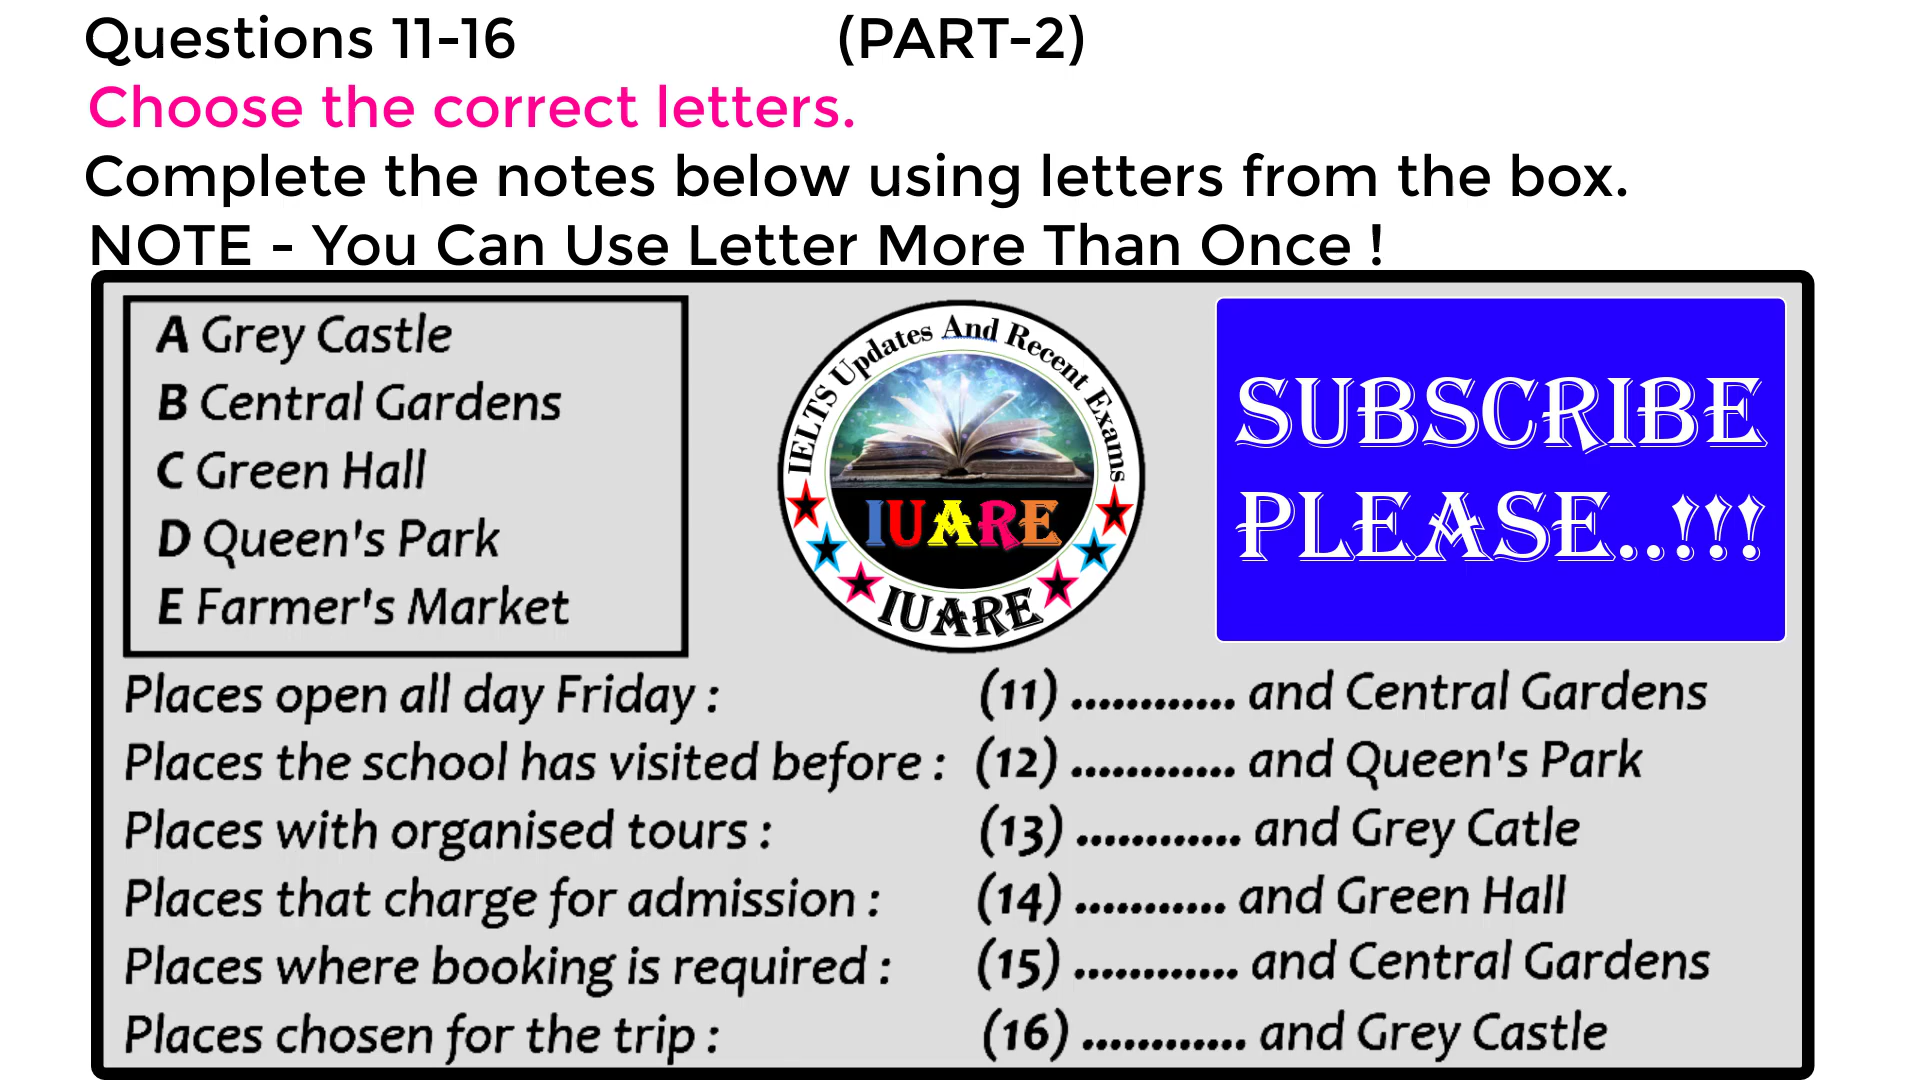 Questions 11-16 (PART-2)
Choose the correct letters.
Complete the notes below using letters from the box.
NOTE - You Can Use Letter More Than Once !
A Grey Castle
B Central Gardens
C Green Hall
D Queen's Park
E Farmer's Market
IELTS Updates And Recent Exams
IUARE
IUARE
SUBSCRIBE
PLEASE..!!!
Places open all day Friday : (11) ............ and Central Gardens
Places the school has visited before : (12) ............ and Queen's Park
Places with organised tours : (13) ............ and Grey Catle
Places that charge for admission : (14) ........... and Green Hall
Places where booking is required : (15) ............ and Central Gardens
Places chosen for the trip : (16) ............ and Grey Castle